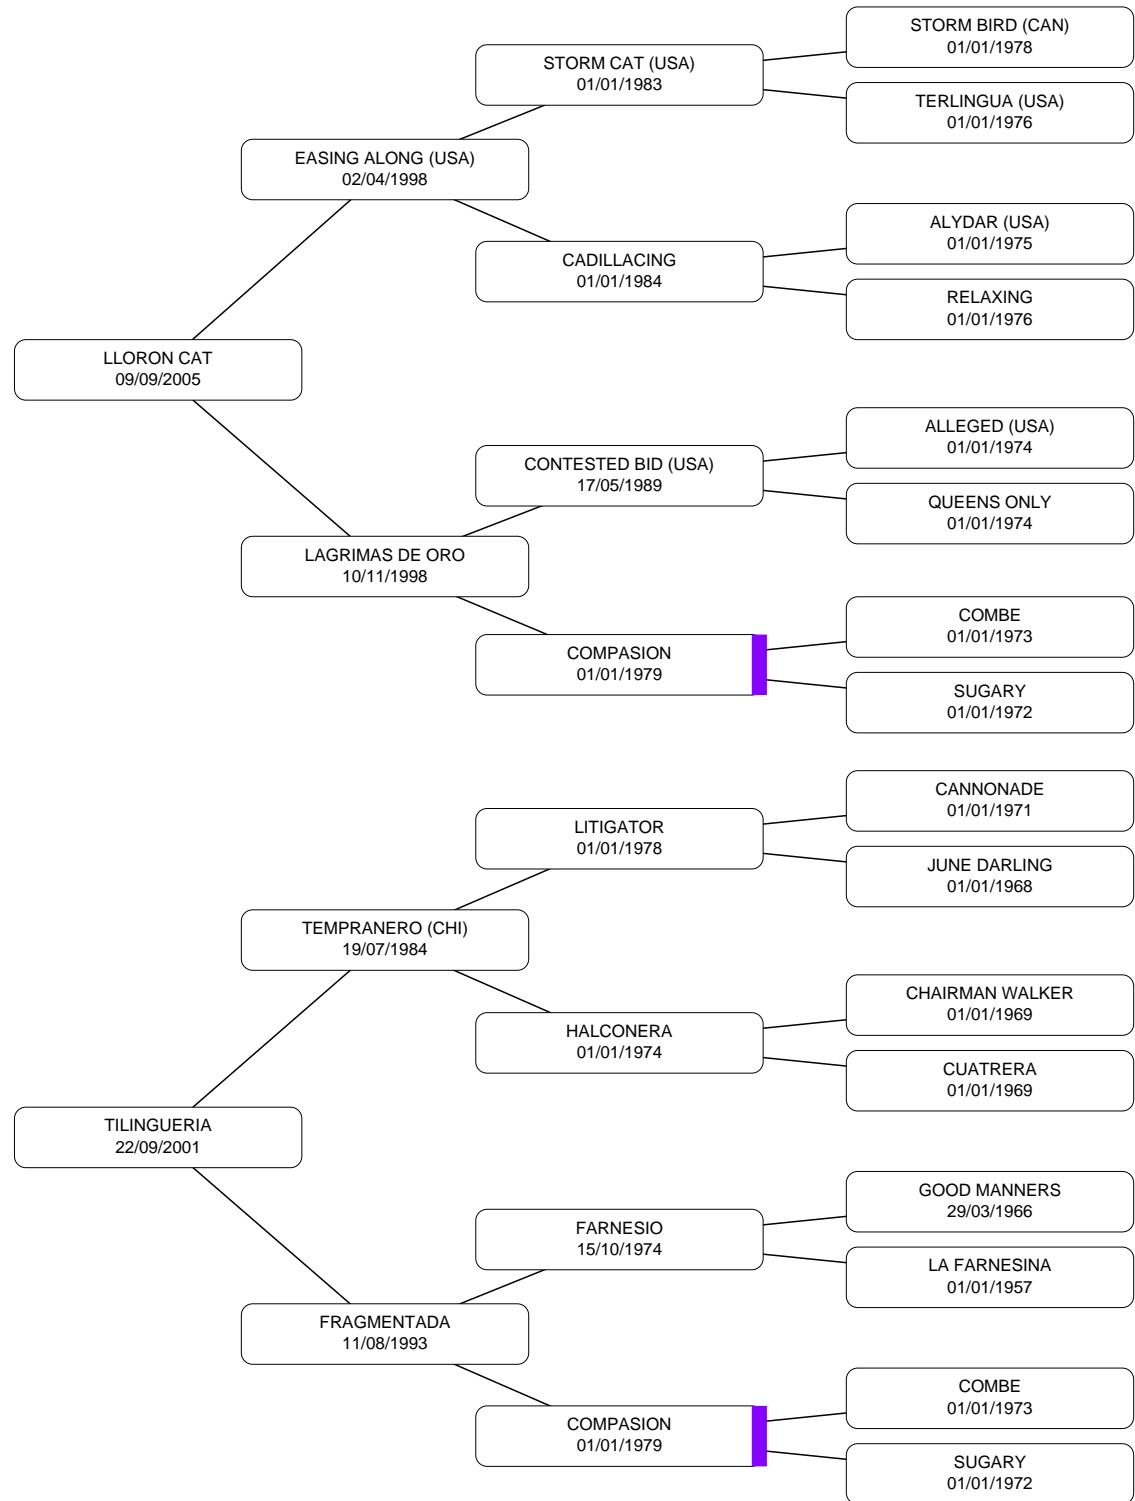 STORM BIRD (CAN)
01/01/1978
STORM CAT (USA)
01/01/1983
TERLINGUA (USA)
01/01/1976
EASING ALONG (USA)
02/04/1998
ALYDAR (USA)
01/01/1975
CADILLACING
01/01/1984
RELAXING
01/01/1976
LLORON CAT
09/09/2005
ALLEGED (USA)
01/01/1974
CONTESTED BID (USA)
17/05/1989
QUEENS ONLY
01/01/1974
LAGRIMAS DE ORO
10/11/1998
COMBE
01/01/1973
COMPASION
01/01/1979
SUGARY
01/01/1972
CANNONADE
01/01/1971
LITIGATOR
01/01/1978
JUNE DARLING
01/01/1968
TEMPRANERO (CHI)
19/07/1984
CHAIRMAN WALKER
01/01/1969
HALCONERA
01/01/1974
CUATRERA
01/01/1969
TILINGUERIA
22/09/2001
GOOD MANNERS
29/03/1966
FARNESIO
15/10/1974
LA FARNESINA
01/01/1957
FRAGMENTADA
11/08/1993
COMBE
01/01/1973
COMPASION
01/01/1979
SUGARY
01/01/1972